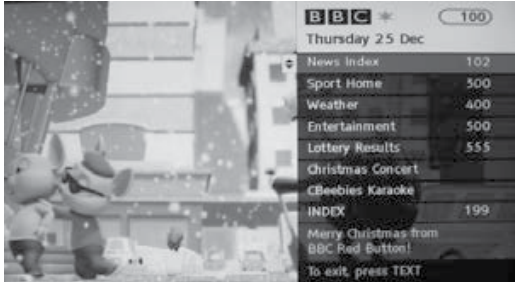 BBC 100
Thursday 25 Dec
News Index 102
Sport Home 300
Weather 400
Entertainment 500
Lottery Results 555
Christmas Concert
CBeebies Karaoke
INDEX 199
Merry Christmas from
BBC Red Button!
To exit, press TEXT